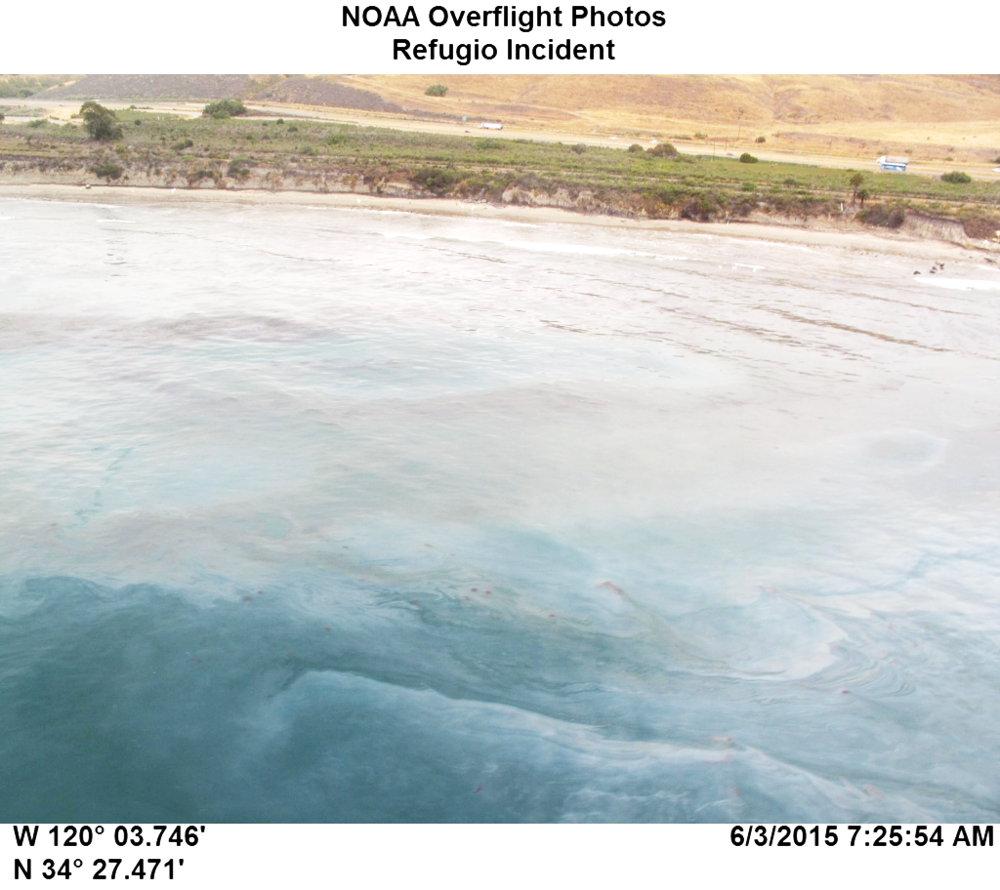 NOAA Overflight Photos
Refugio Incident
W 120° 03.746'
6/3/2015 7:25:54 AM
N 34° 27.471'